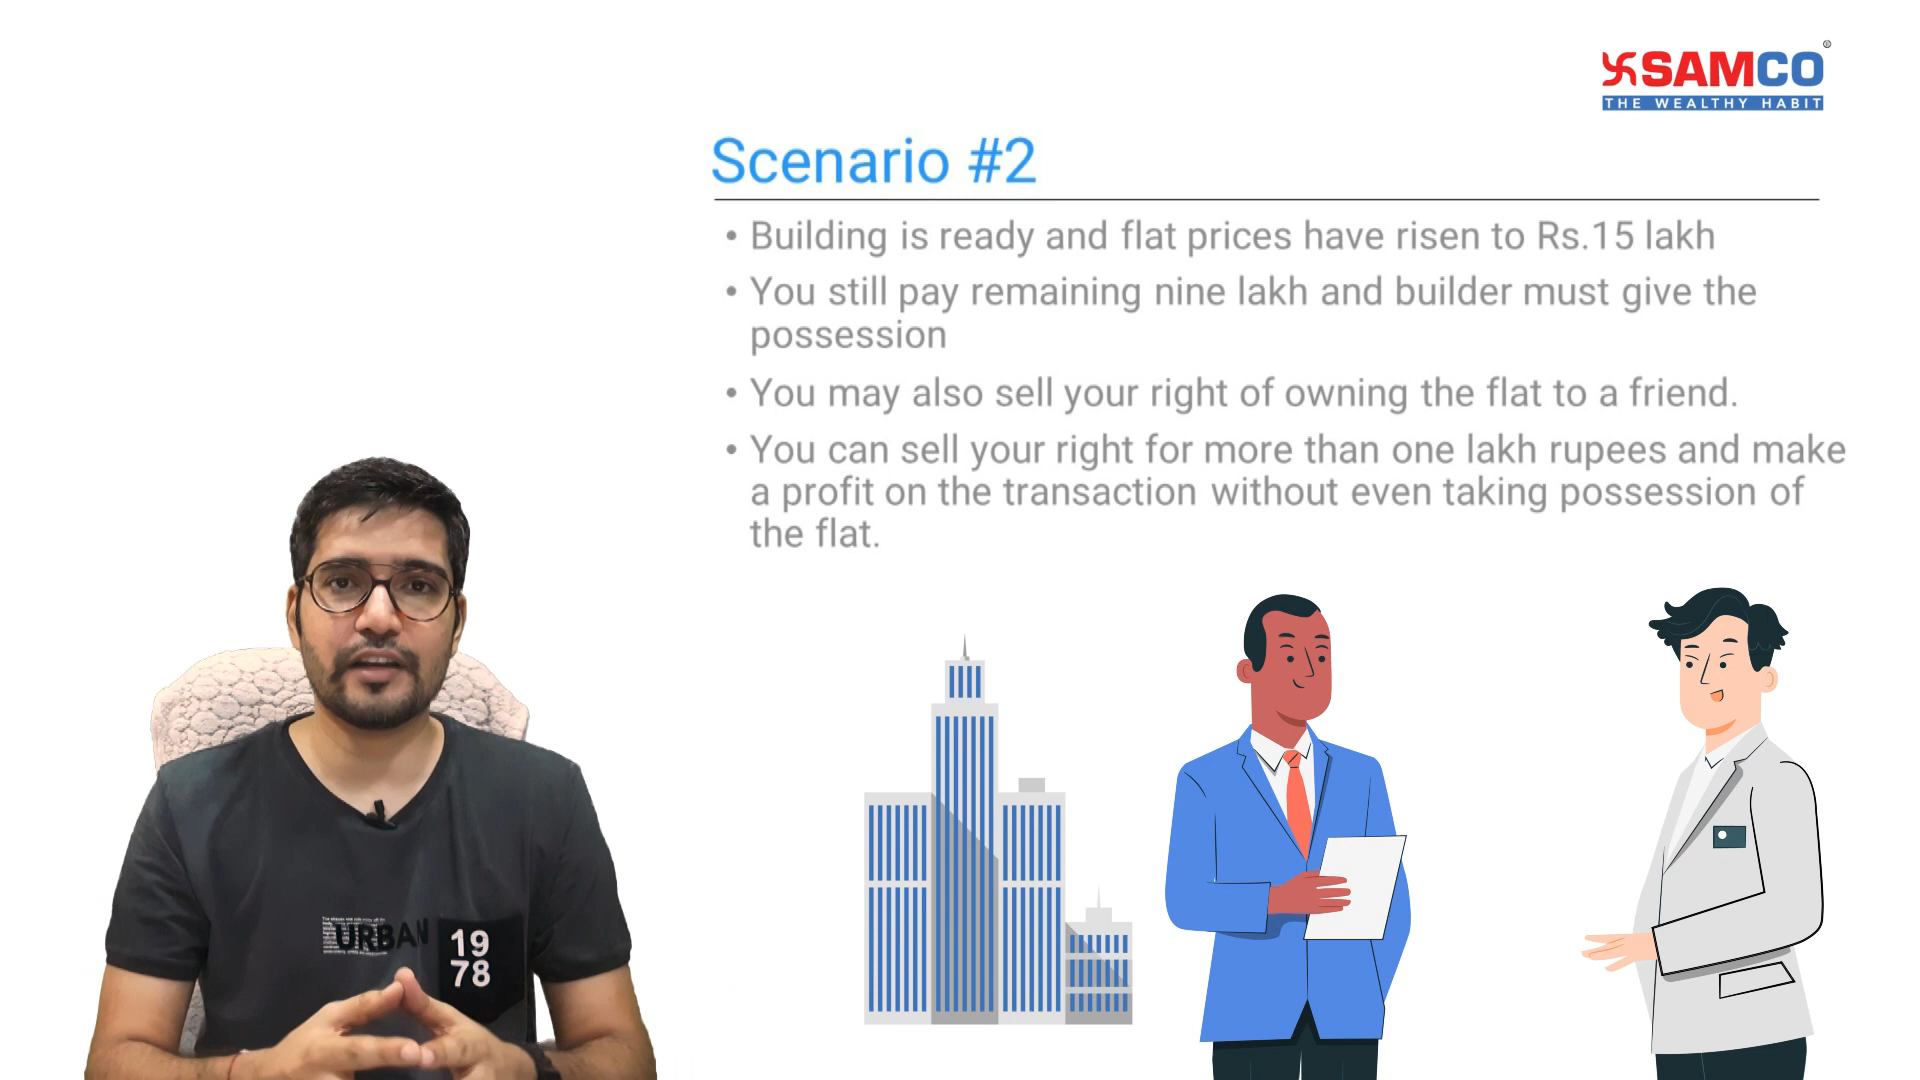 SAMCO®
THE WEALTHY HABIT
Scenario #2
• Building is ready and flat prices have risen to Rs.15 lakh
• You still pay remaining nine lakh and builder must give the
possession
• You may also sell your right of owning the flat to a friend.
• You can sell your right for more than one lakh rupees and make
a profit on the transaction without even taking possession of
the flat.
URBAN
19
78